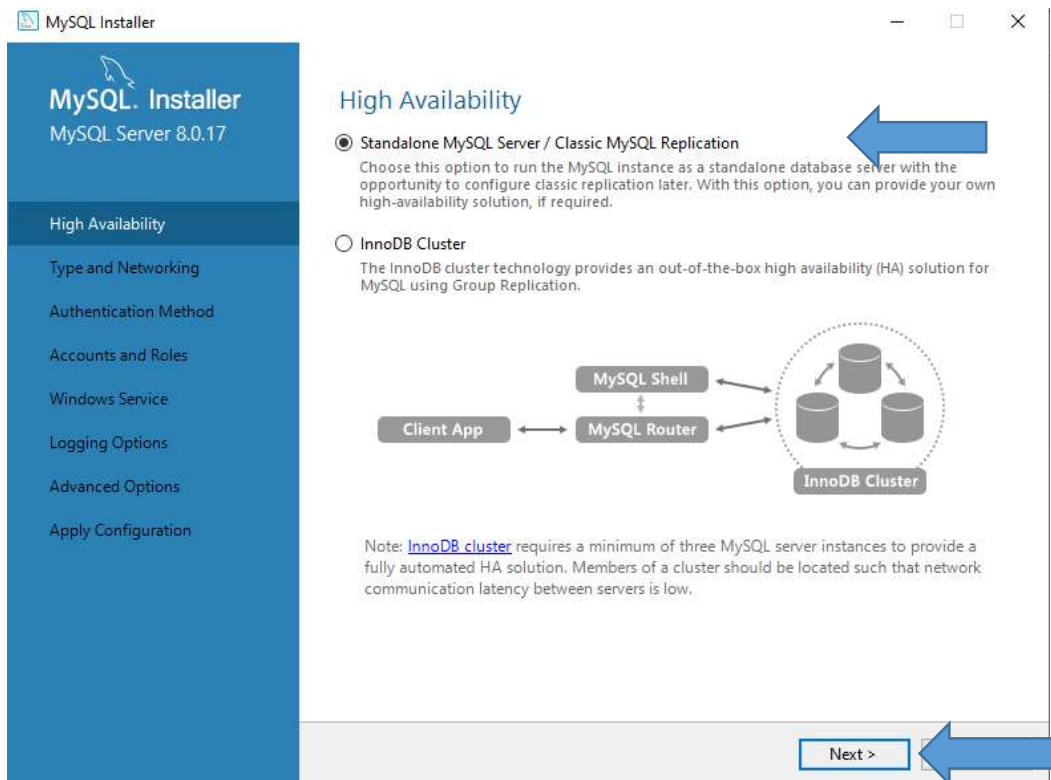 MySQL Installer
MySQL. Installer
MySQL Server 8.0.17
High Availability
Type and Networking
Authentication Method
Accounts and Roles
Windows Service
Logging Options
Advanced Options
Apply Configuration
High Availability
Standalone MySQL Server / Classic MySQL Replication
Choose this option to run the MySQL instance as a standalone database server with the
opportunity to configure classic replication later. With this option, you can provide your own
high-availability solution, if required.
InnoDB Cluster
The InnoDB cluster technology provides an out-of-the-box high availability (HA) solution for
MySQL using Group Replication.
MySQL Shell
Client App
MySQL Router
InnoDB Cluster
Note: InnoDB cluster requires a minimum of three MySQL server instances to provide a
fully automated HA solution. Members of a cluster should be located such that network
communication latency between servers is low.
Next >